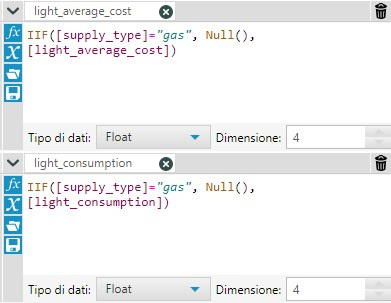 light_average_cost
IIF([supply_type]="gas", Null(),
[light_average_cost])
Tipo di dati: Float Dimensione: 4
light_consumption
IIF([supply_type]="gas", Null(),
[light_consumption])
Tipo di dati: Float Dimensione: 4